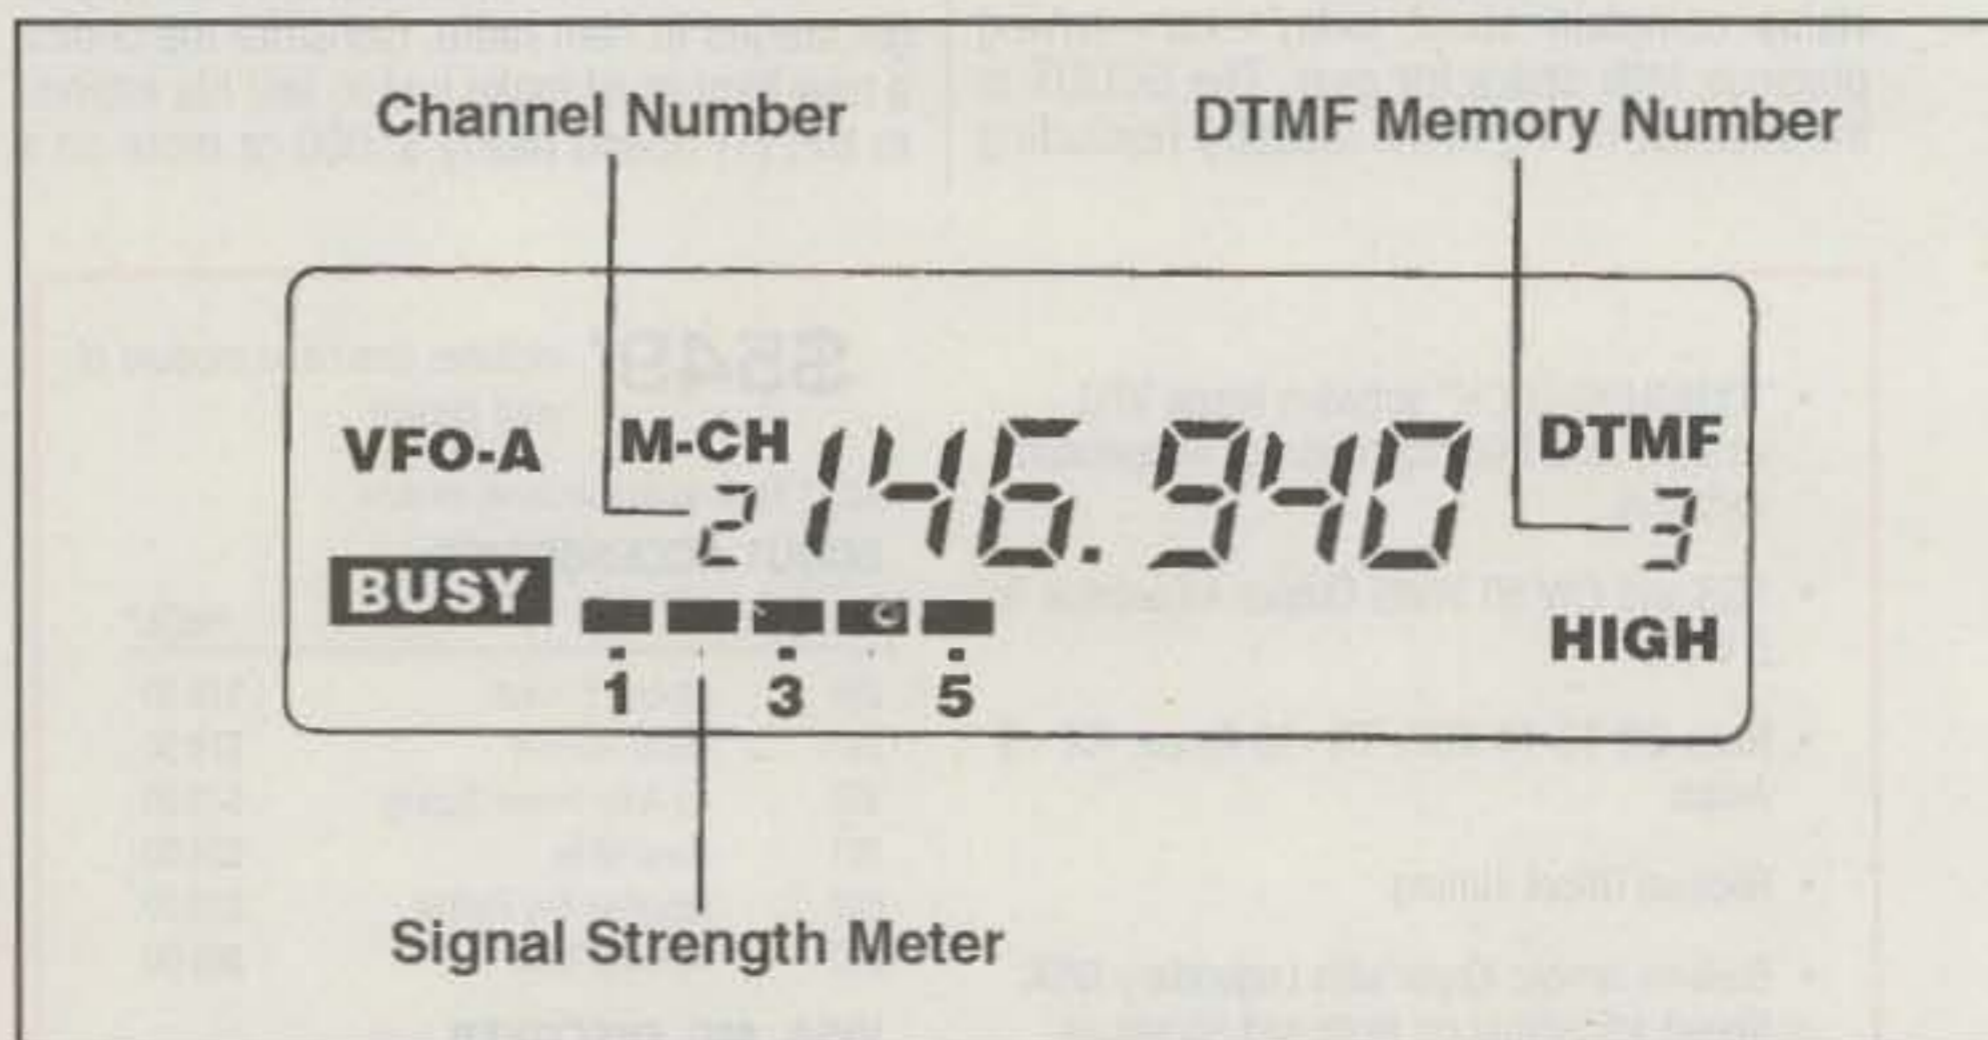 Channel Number DTMF Memory Number
VFO-A M-CH 2 146.940 DTMF 3
BUSY HIGH
1 3 5
Signal Strength Meter